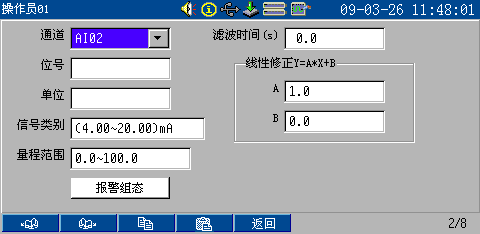 操作员01 09-03-26 11:48:01
通道 AI02 滤波时间(s) 0.0
位号
单位
线性修正Y=A*X+B
A 1.0
B 0.0
信号类别 (4.00~20.00)mA
量程范围 0.0~100.0
报警组态
返回 2/8